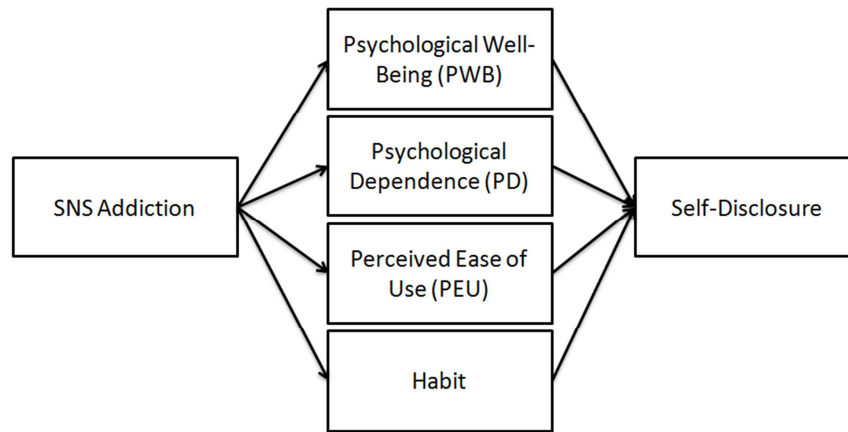 Psychological Well-
Being (PWB)
Psychological
Dependence (PD)
SNS Addiction
Self-Disclosure
Perceived Ease of
Use (PEU)
Habit